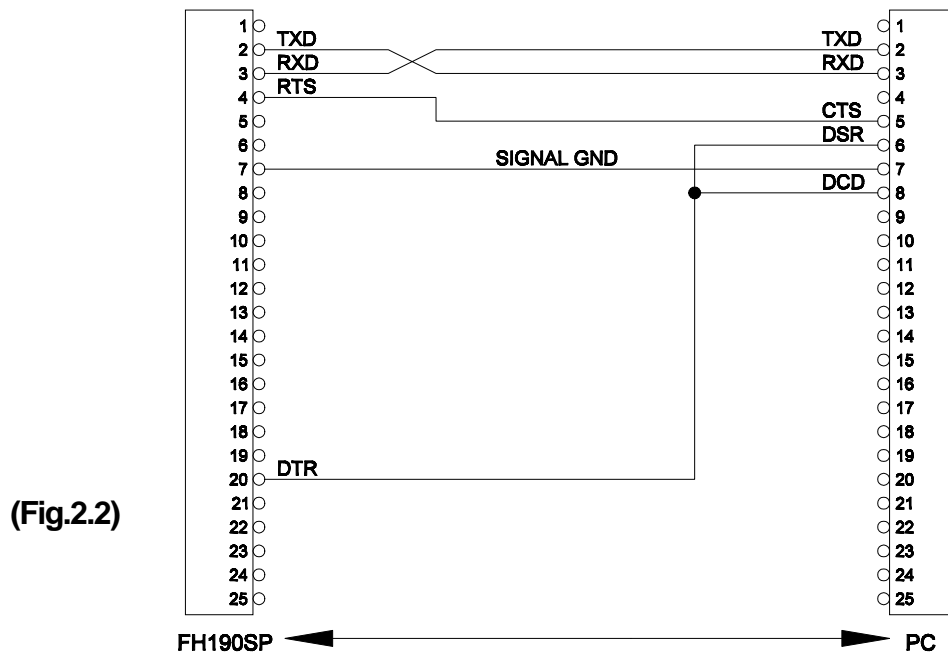 1 1
2 TXD TXD 2
3 RXD RXD 3
4 RTS 4
5 CTS 5
6 DSR 6
7 SIGNAL GND 7
8 DCD 8
9 9
10 10
11 11
12 12
13 13
14 14
15 15
16 16
17 17
18 18
19 19
20 DTR 20
21 21
(Fig.2.2)
22 22
23 23
24 24
25 25
FH190SP PC